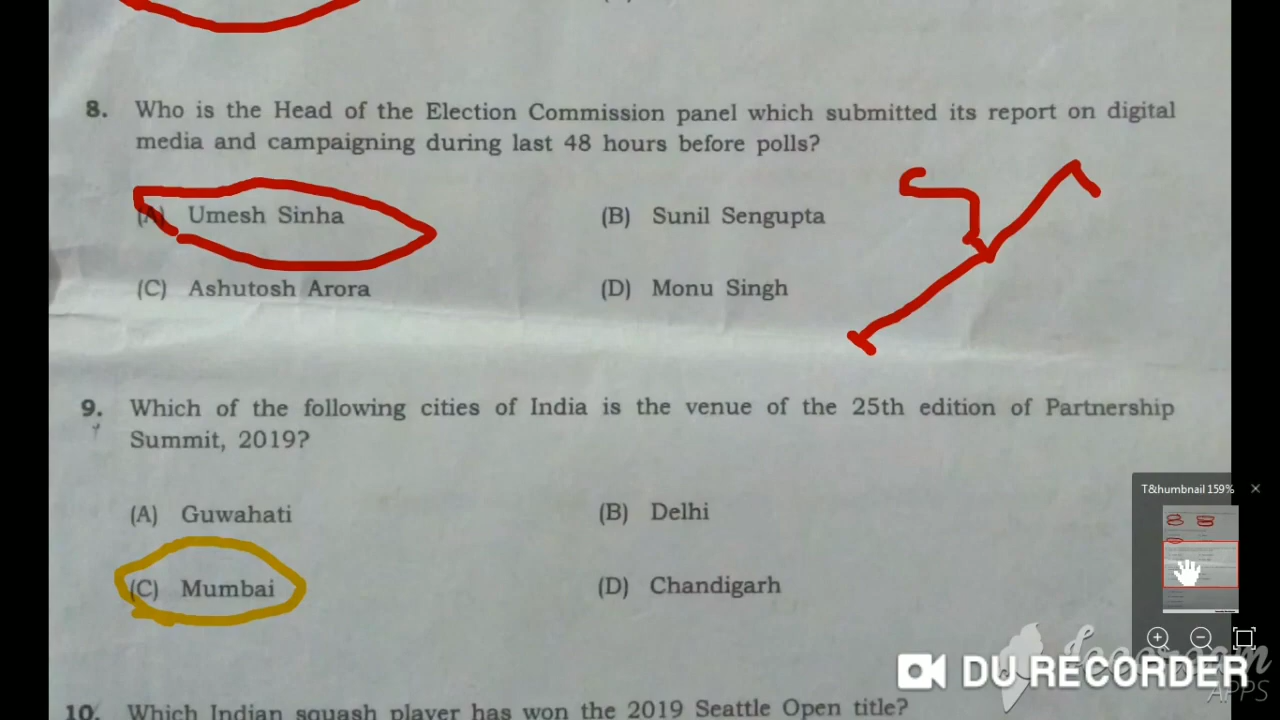 8. Who is the Head of the Election Commission panel which submitted its report on digital
media and campaigning during last 48 hours before polls?
(A) Umesh Sinha (B) Sunil Sengupta
(C) Ashutosh Arora (D) Monu Singh
9. Which of the following cities of India is the venue of the 25th edition of Partnership
Summit, 2019?
T&humbnail 159%
(A) Guwahati (B) Delhi
(C) Mumbai (D) Chandigarh
DU RECORDER
APPS
10. Which Indian squash player has won the 2019 Seattle Open title?